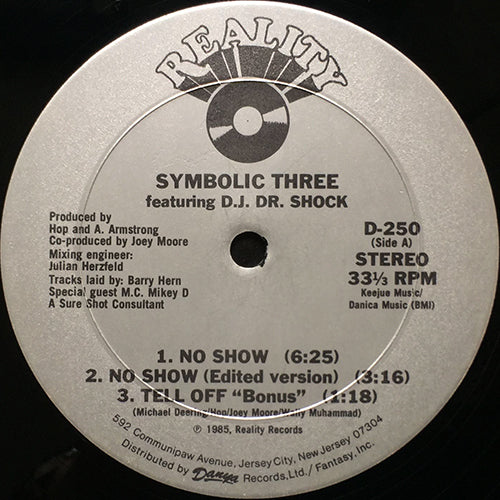 REALITY
SYMBOLIC THREE
featuring D.J. DR. SHOCK
Produced by
Hop and A. Armstrong
Co-produced by Joey Moore
Mixing engineer:
Julian Herzfeld
Tracks laid by: Barry Hern
Special guest M.C. Mikey D
A Sure Shot Consultant
D-250
(Side A)
STEREO
33⅓ RPM
Keejue Music/
Danica Music (BMI)
1. NO SHOW (6:25)
2. NO SHOW (Edited version) (3:16)
3. TELL OFF “Bonus” (1:18)
(Michael Deering/Hop/Joey Moore/Wally Muhammad)
℗ 1985, Reality Records
592 Communipaw Avenue, Jersey City, New Jersey 07304
Distributed by Danya Records, Ltd./ Fantasy, Inc.